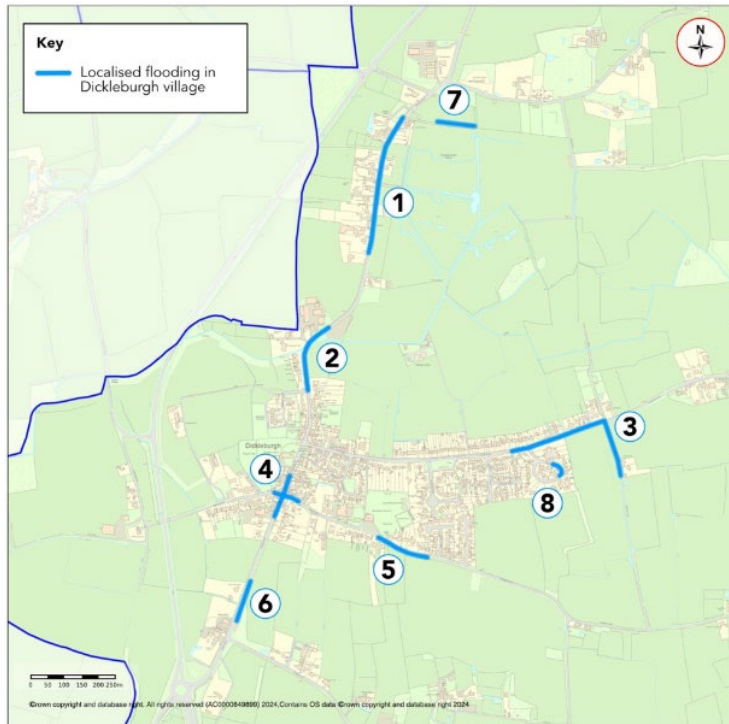 Key
Localised flooding in
Dickleburgh village
N
7
1
2
3
Dickleburgh
4
8
5
6
0 50 100 150 200 250m
©rown copyright and database right. All rights reserved (AC0000849899) 2024,Contains OS data ©rown copyright and database right 2024